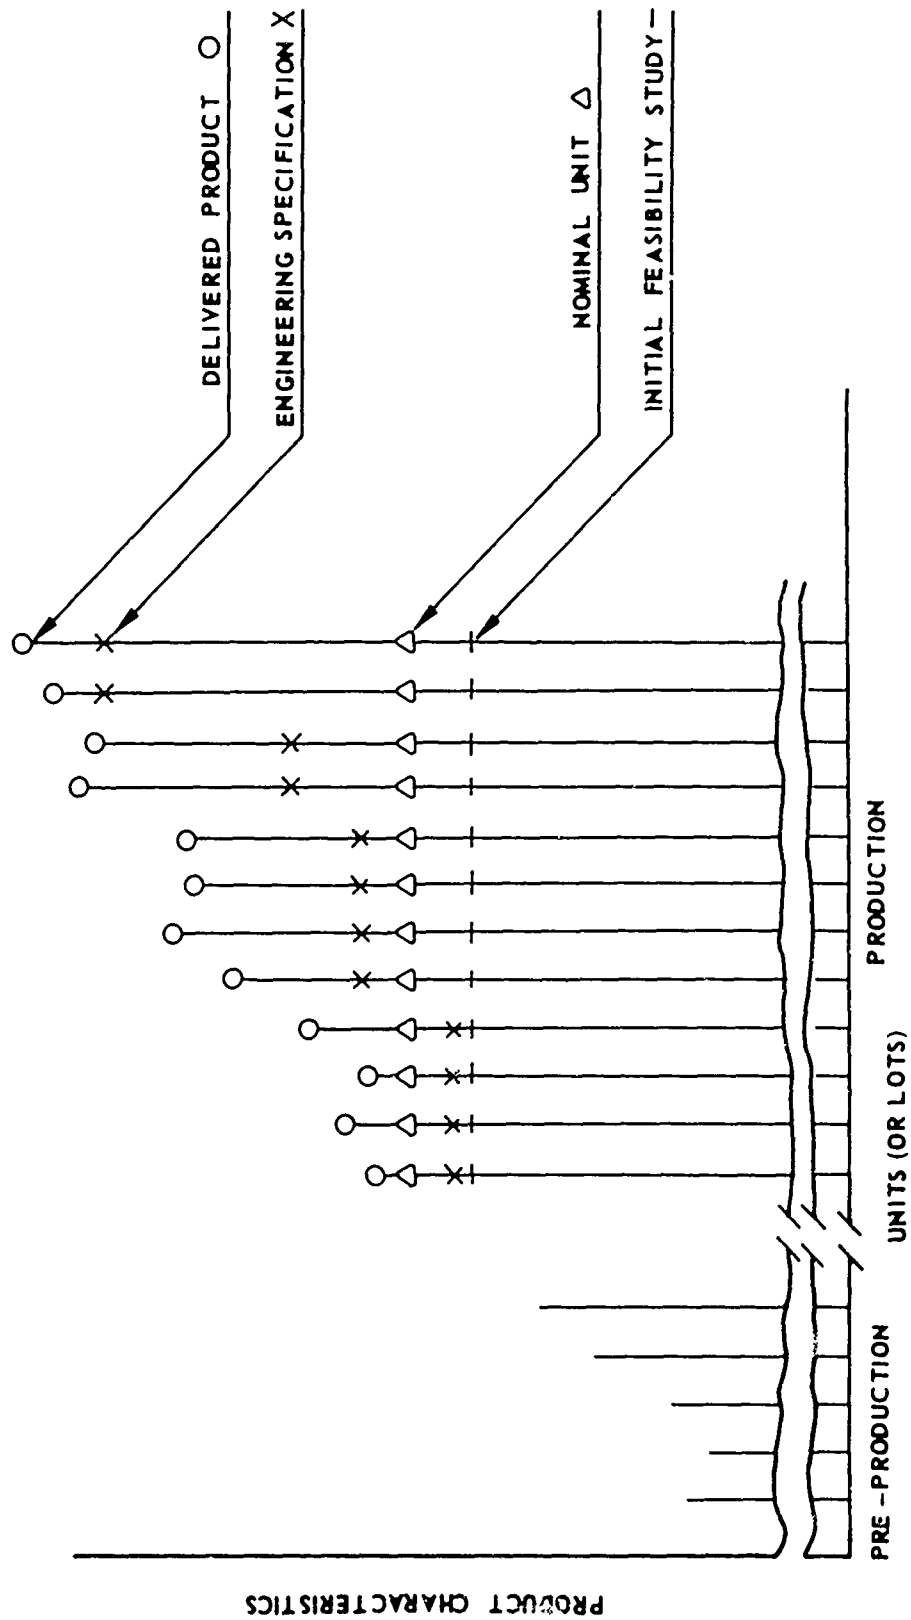 DELIVERED PRODUCT O
ENGINEERING SPECIFICATION X
NOMINAL UNIT △
INITIAL FEASIBILITY STUDY —
PRODUCT CHARACTERISTICS
PRE-PRODUCTION
PRODUCTION
UNITS (OR LOTS)